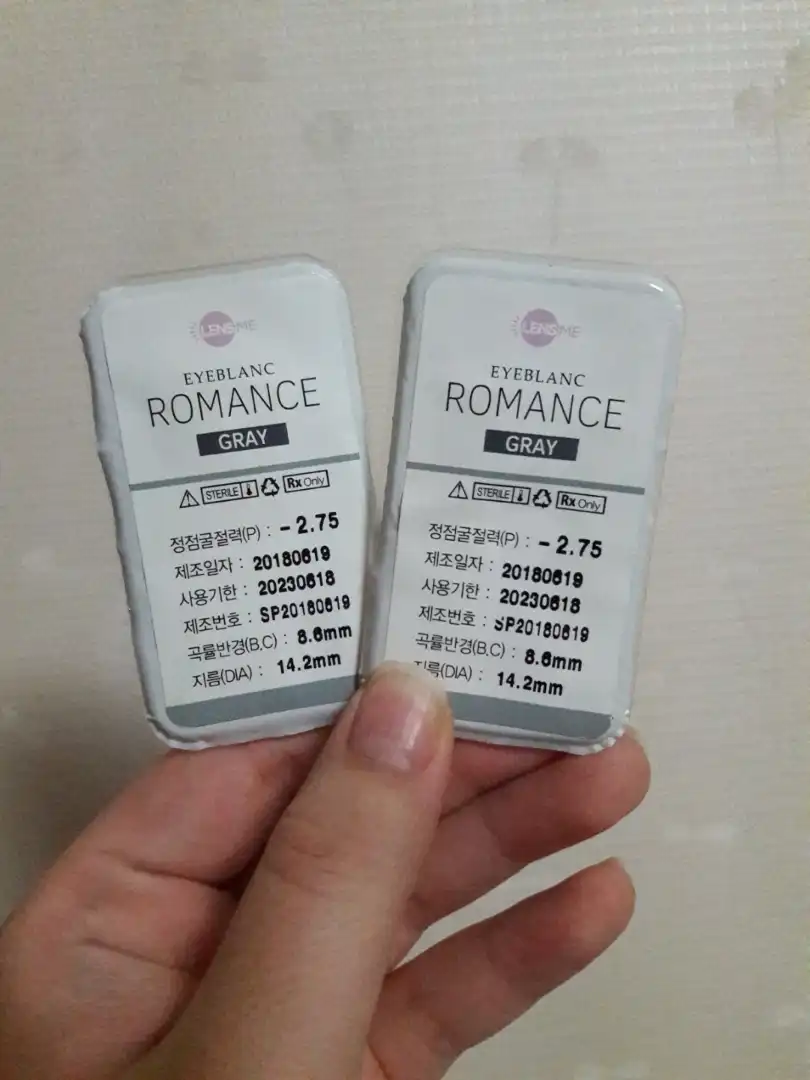 LENS:ME
EYEBLANC
ROMANCE
GRAY
STERILE
Rx Only
정점굴절력(P) : -2.75
제조일자 : 20180619
사용기한 : 20230618
제조번호 : SP20180619
곡률반경(B.C) : 8.6mm
지름(DIA) : 14.2mm
LENS:ME
EYEBLANC
ROMANCE
GRAY
STERILE
Rx Only
정점굴절력(P) : -2.75
제조일자 : 20180619
사용기한 : 20230618
제조번호 : SP20180619
곡률반경(B.C) : 8.6mm
지름(DIA) : 14.2mm